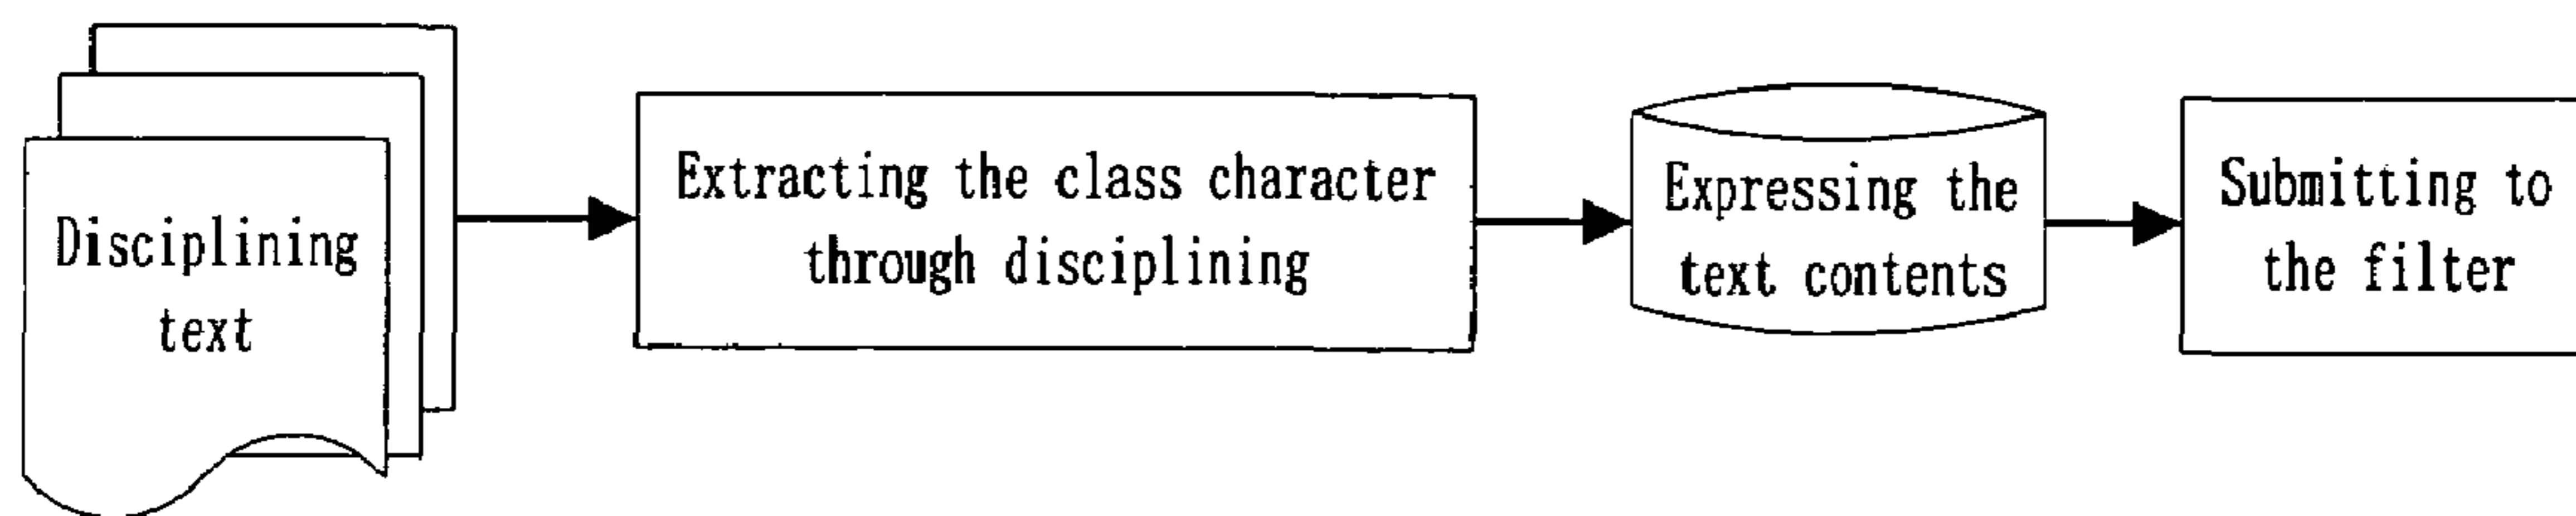 Disciplining
text
Extracting the class character
through disciplining
Expressing the
text contents
Submitting to
the filter